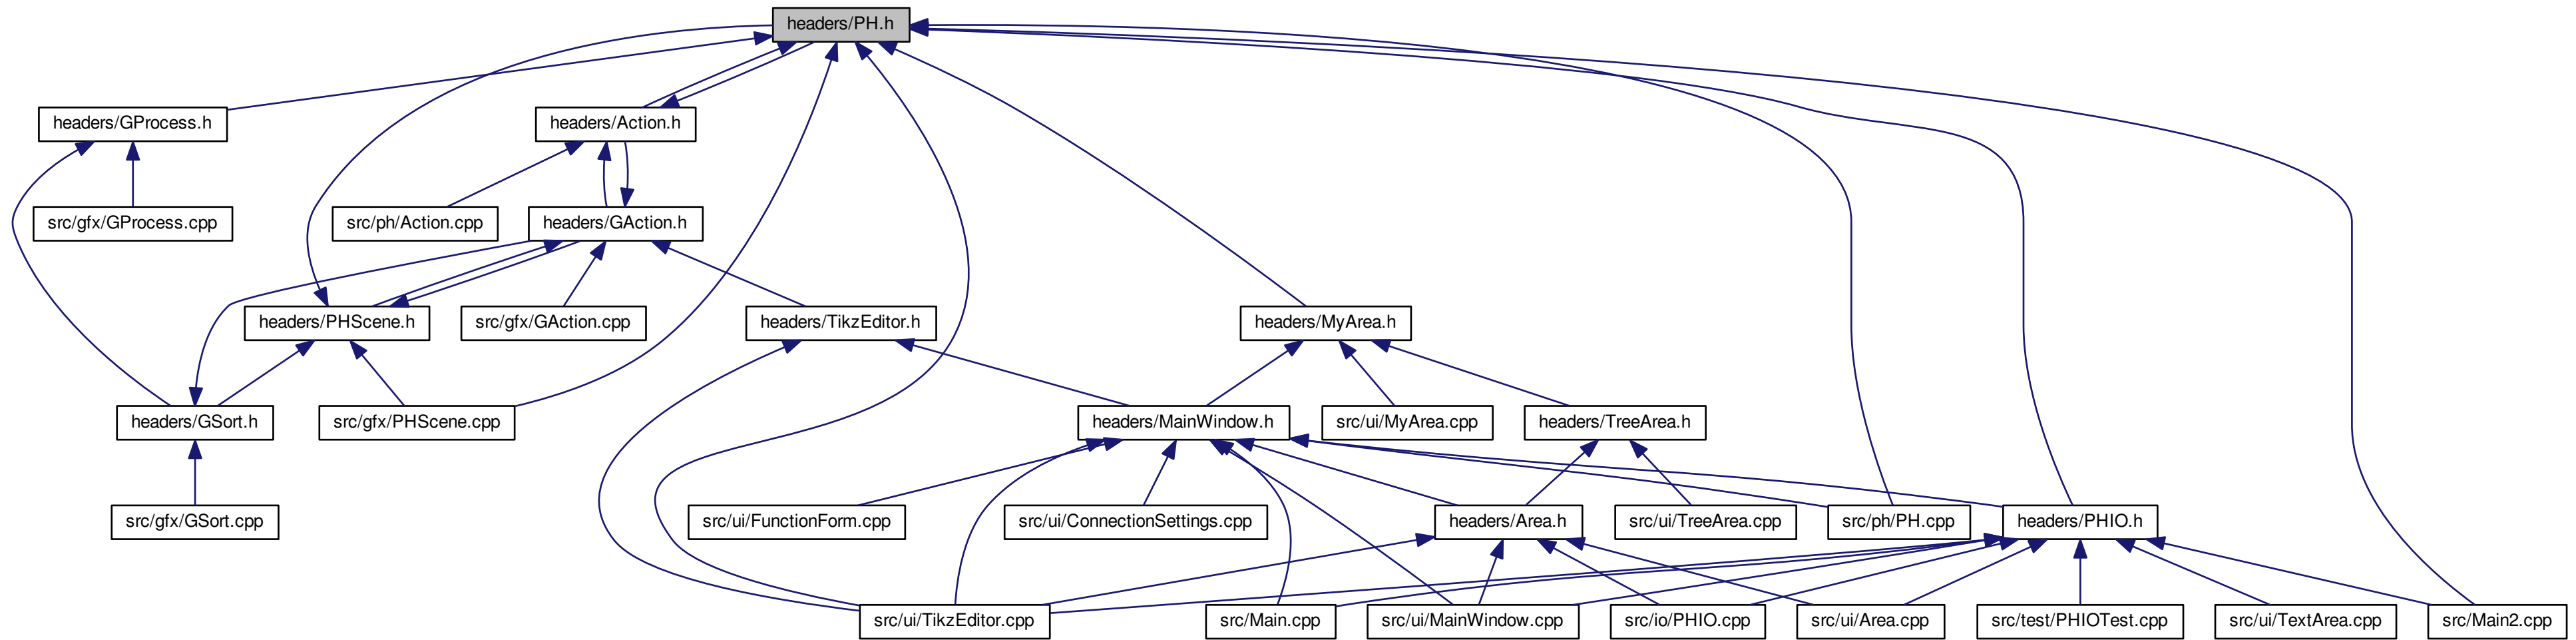 headers/PH.h
headers/GProcess.h
headers/Action.h
src/gfx/GProcess.cpp
src/ph/Action.cpp
headers/GAction.h
headers/PHScene.h
src/gfx/GAction.cpp
headers/TikzEditor.h
headers/MyArea.h
headers/GSort.h
src/gfx/PHScene.cpp
headers/MainWindow.h
src/ui/MyArea.cpp
headers/TreeArea.h
src/gfx/GSort.cpp
src/ui/FunctionForm.cpp
src/ui/ConnectionSettings.cpp
headers/Area.h
src/ui/TreeArea.cpp
src/ph/PH.cpp
headers/PHIO.h
src/ui/TikzEditor.cpp
src/Main.cpp
src/ui/MainWindow.cpp
src/io/PHIO.cpp
src/ui/Area.cpp
src/test/PHIOTest.cpp
src/ui/TextArea.cpp
src/Main2.cpp